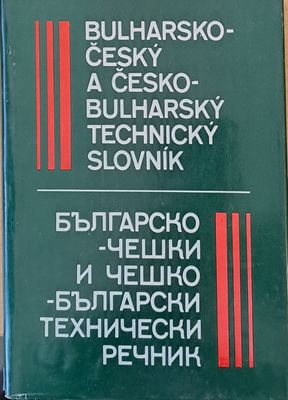 BULHARSKO-
ČESKÝ
A ČESKO-
BULHARSKÝ
TECHNICKÝ
SLOVNÍK
БЪЛГАРСКО
-ЧЕШКИ
И ЧЕШКО
-БЪЛГАРСКИ
ТЕХНИЧЕСКИ
РЕЧНИК